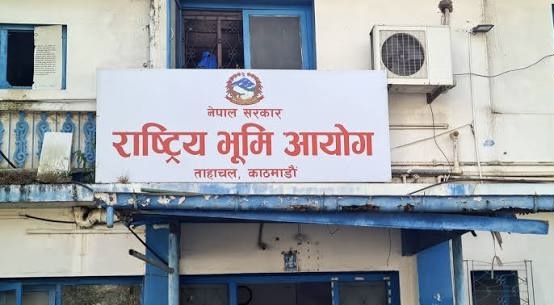 नेपाल सरकार
राष्ट्रिय भूमि आयोग
ताहाचल, काठमाडौं